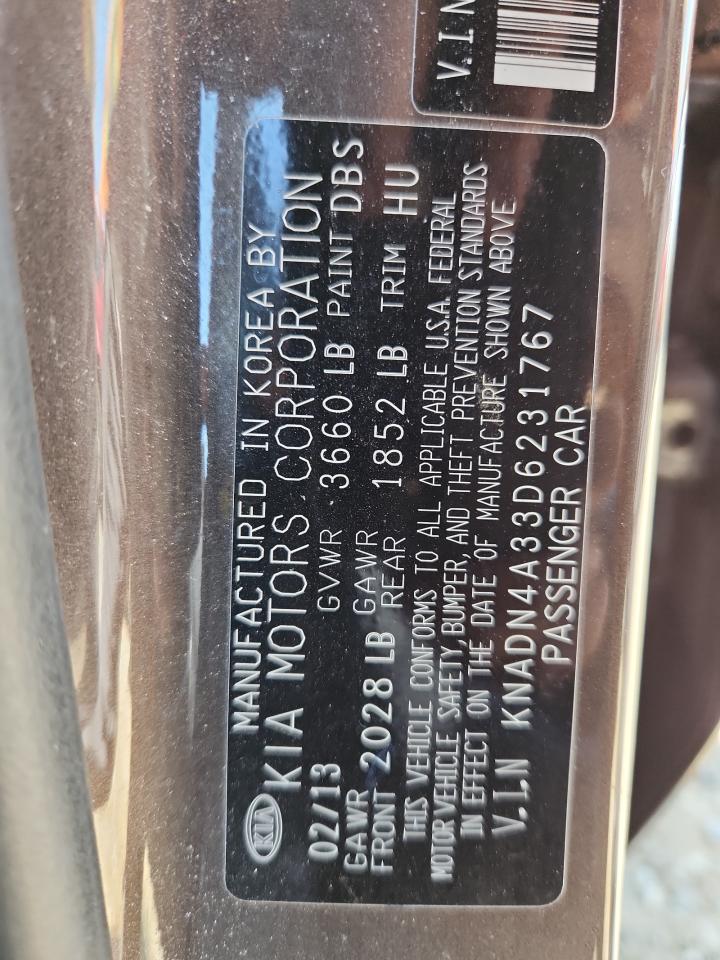 V.I.N
KIA
MANUFACTURED IN KOREA BY
KIA MOTORS CORPORATION
02/13 GVWR 3660 LB PAINT DBS
GAWR FRONT 2028 LB GAWR REAR 1852 LB TRIM HU
THIS VEHICLE CONFORMS TO ALL APPLICABLE U.S.A. FEDERAL
MOTOR VEHICLE SAFETY, BUMPER, AND THEFT PREVENTION STANDARDS
IN EFFECT ON THE DATE OF MANUFACTURE SHOWN ABOVE
V.I.N KNADN4A33D6231767
PASSENGER CAR